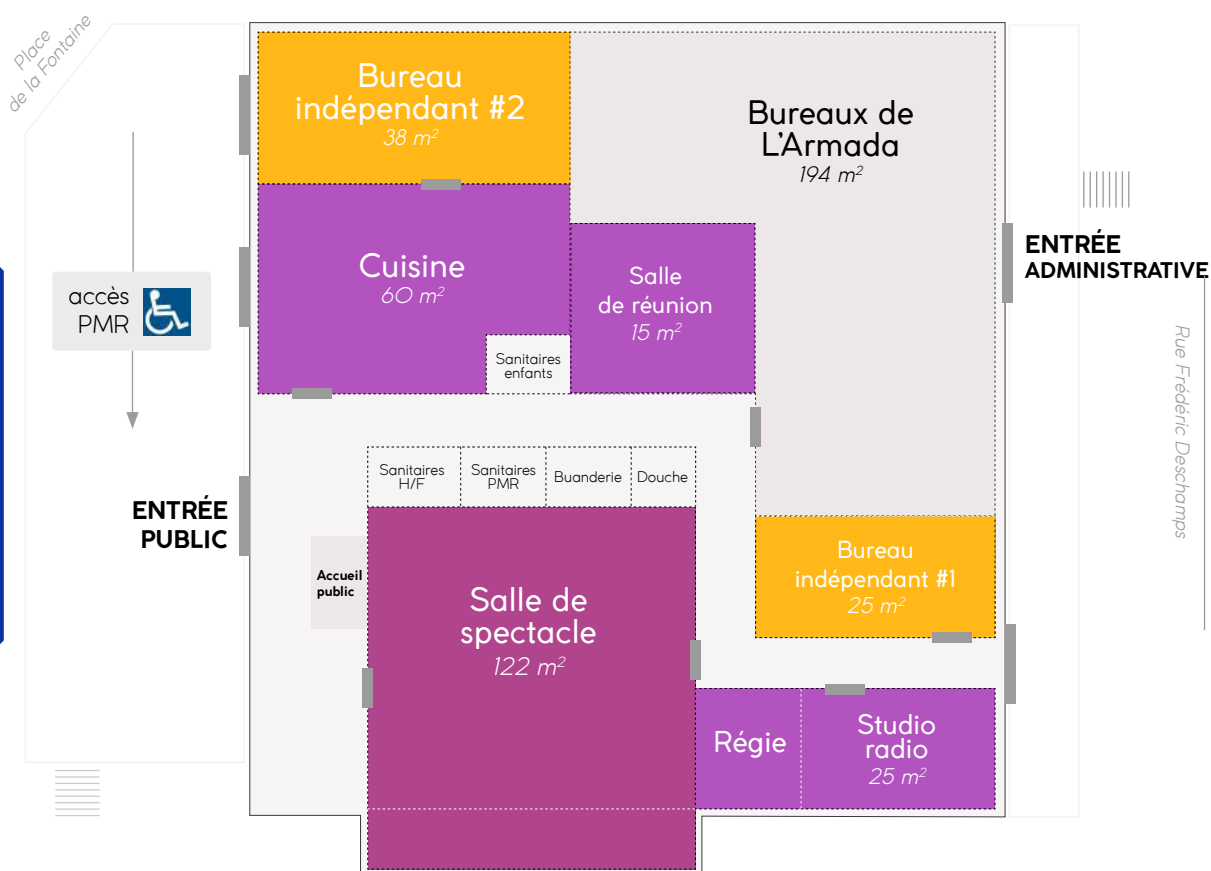 Place
de la Fontaine
Bureau
indépendant #2
38 m²
Bureaux de
L'Armada
194 m²
Cuisine
60 m²
Salle
de réunion
15 m²
Sanitaires
enfants
accès
PMR
ENTRÉE
ADMINISTRATIVE
Rue Frédéric Deschamps
Sanitaires
H/F
Sanitaires
PMR
Buanderie
Douche
ENTRÉE
PUBLIC
Accueil
public
Salle de
spectacle
122 m²
Bureau
indépendant #1
25 m²
Régie
Studio
radio
25 m²